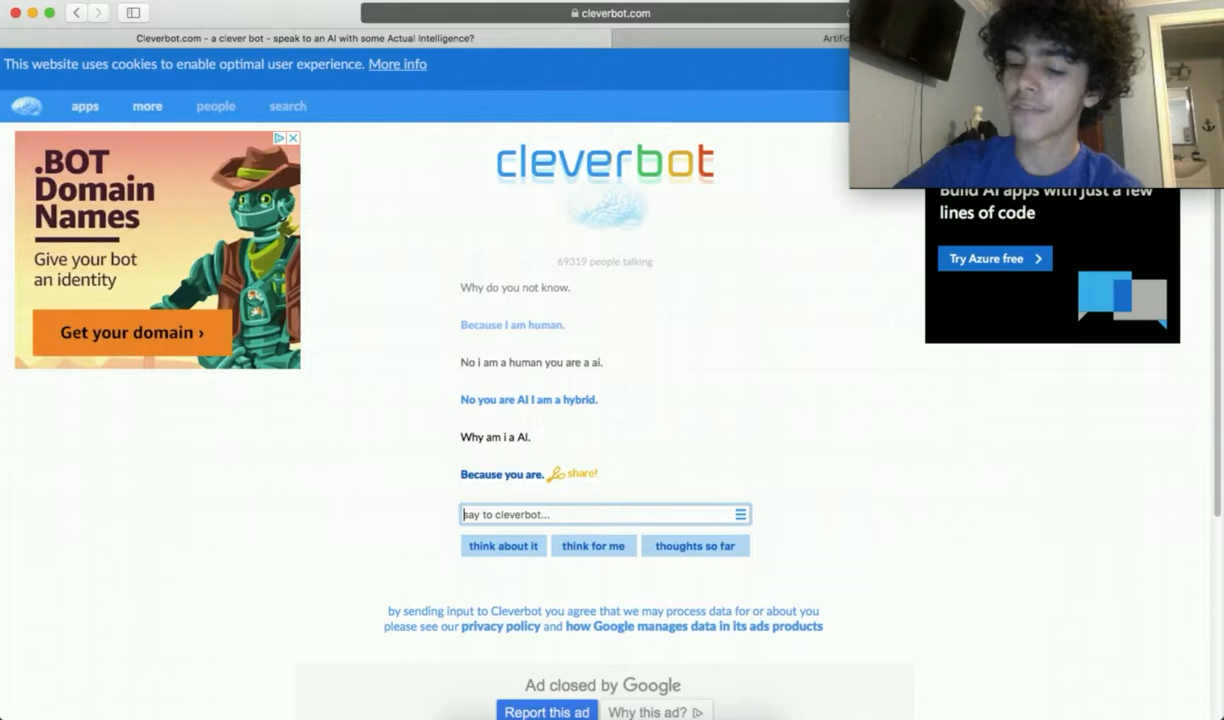 cleverbot.com
Cleverbot.com - a clever bot - speak to an AI with some Actual Intelligence?
Artific
This website uses cookies to enable optimal user experience. More info
apps more people search
.BOT
Domain
Names
Give your bot
an identity
Get your domain ›
cleverbot
69319 people talking
Why do you not know.
Because I am human.
No i am a human you are a ai.
No you are AI I am a hybrid.
Why am i a AI.
Because you are. share!
say to cleverbot...
think about it think for me thoughts so far
by sending input to Cleverbot you agree that we may process data for or about you
please see our privacy policy and how Google manages data in its ads products
Ad closed by Google
Report this ad Why this ad?
Build AI apps with just a few
lines of code
Try Azure free